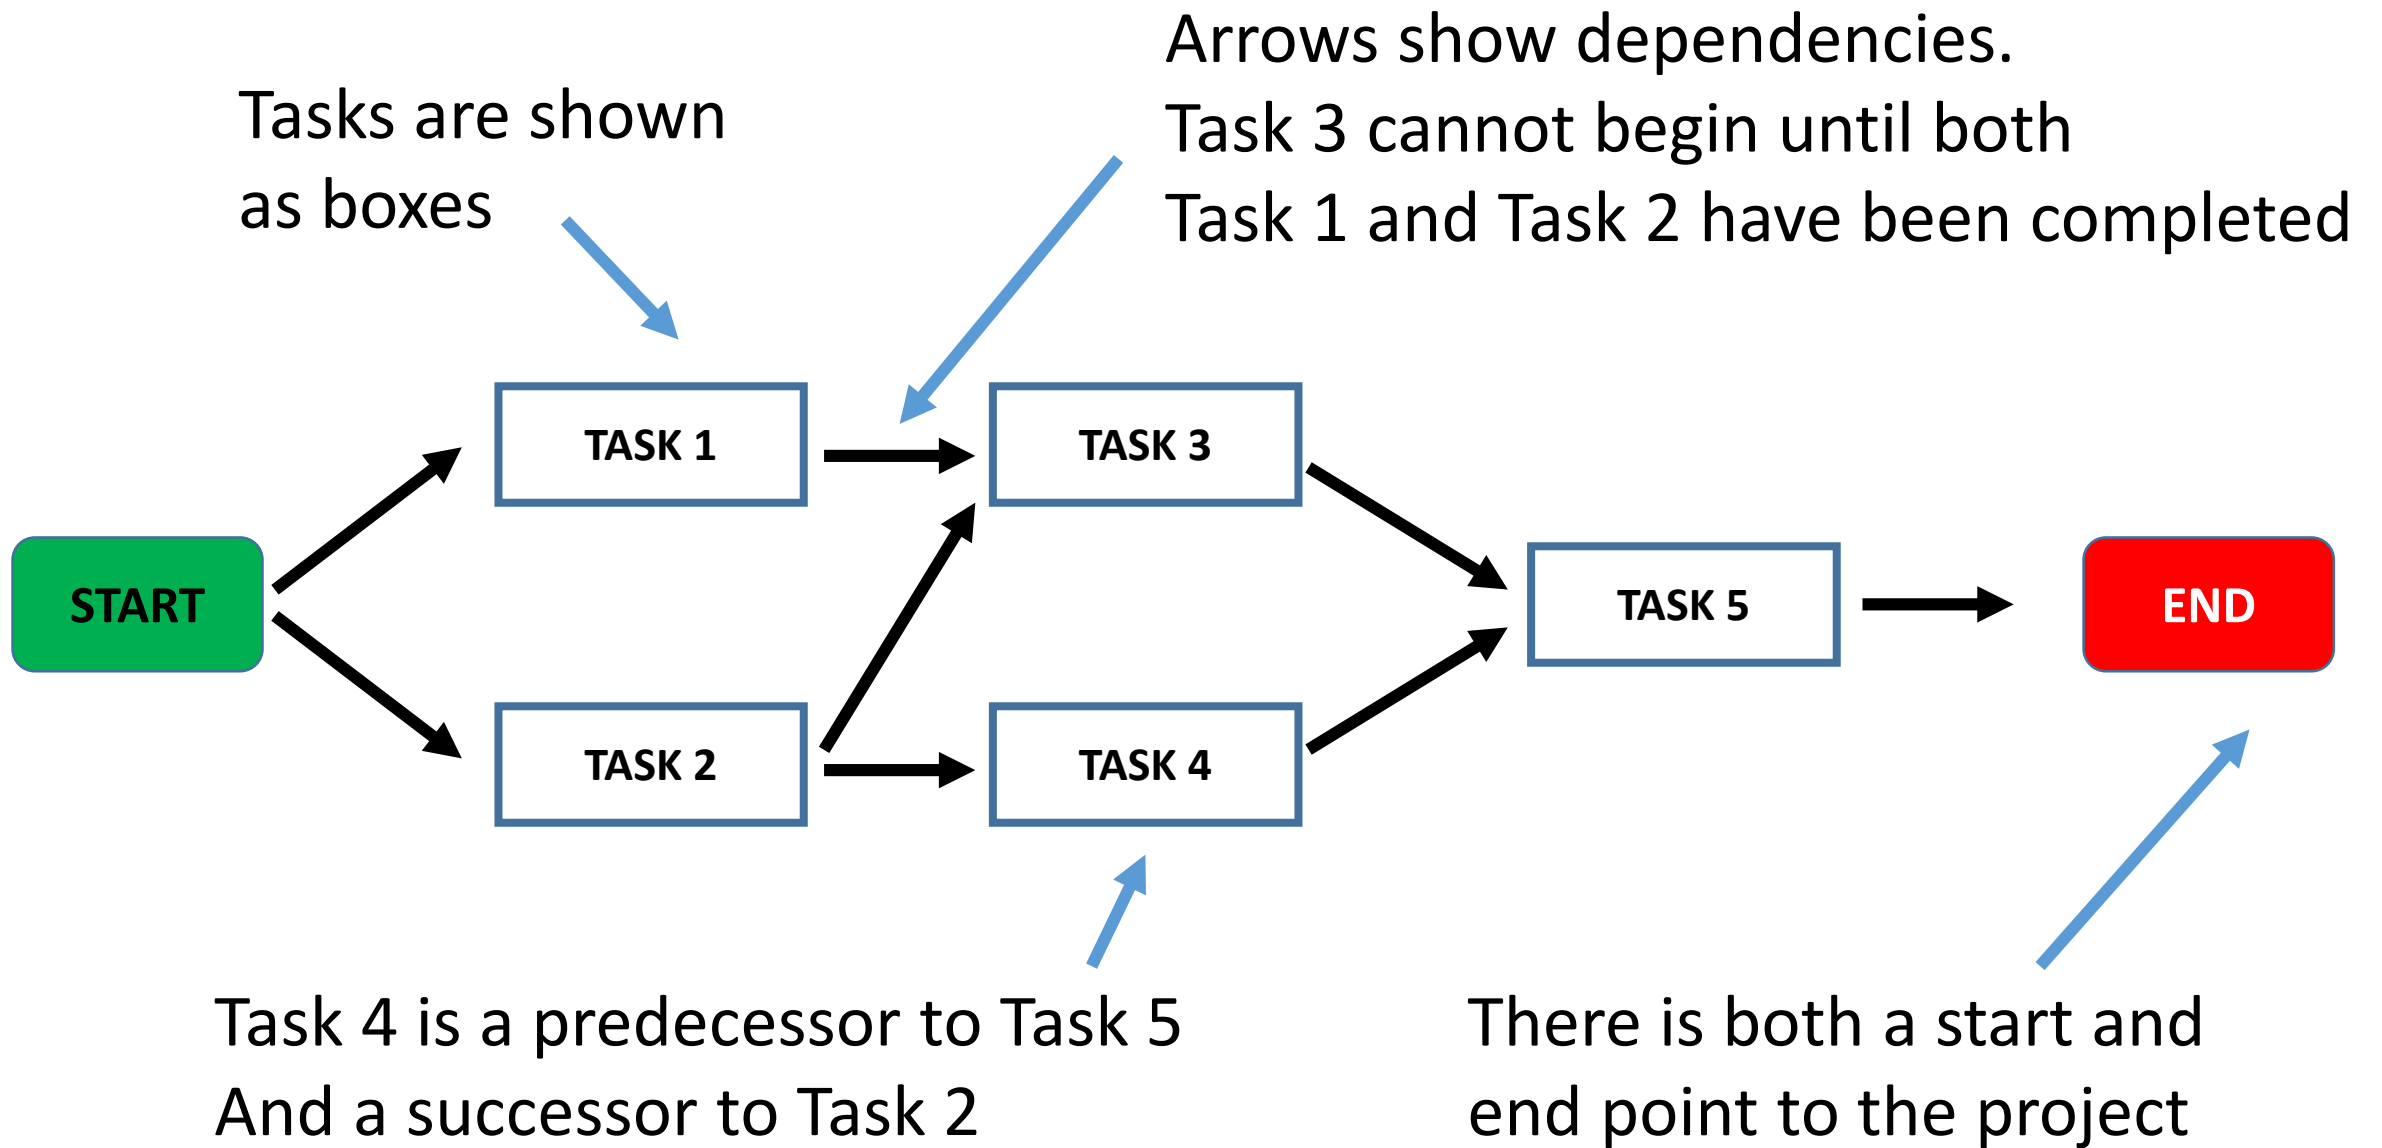 Arrows show dependencies.
Task 3 cannot begin until both
Task 1 and Task 2 have been completed
Tasks are shown
as boxes
TASK 1
TASK 3
START
TASK 5
END
TASK 2
TASK 4
Task 4 is a predecessor to Task 5
And a successor to Task 2
There is both a start and
end point to the project